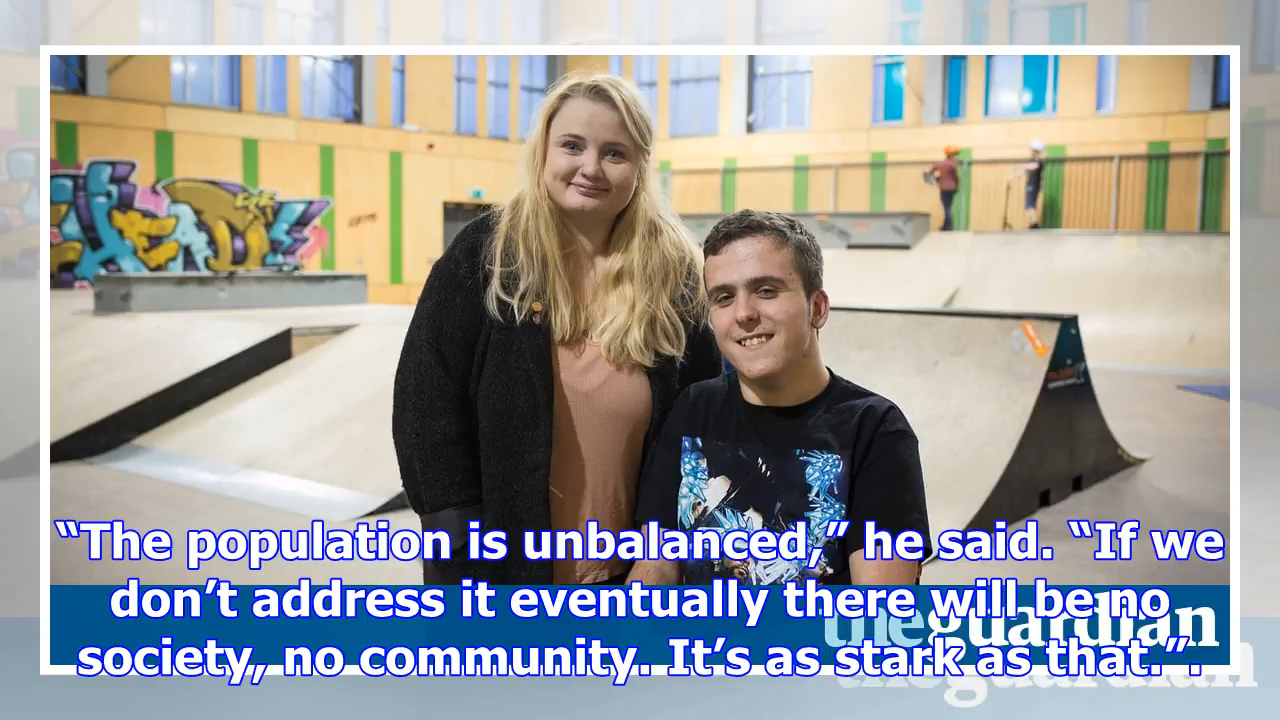 “The population is unbalanced,” he said. “If we
don’t address it eventually there will be no
society, no community. It’s as stark as that.”.
theguardian
theguardian